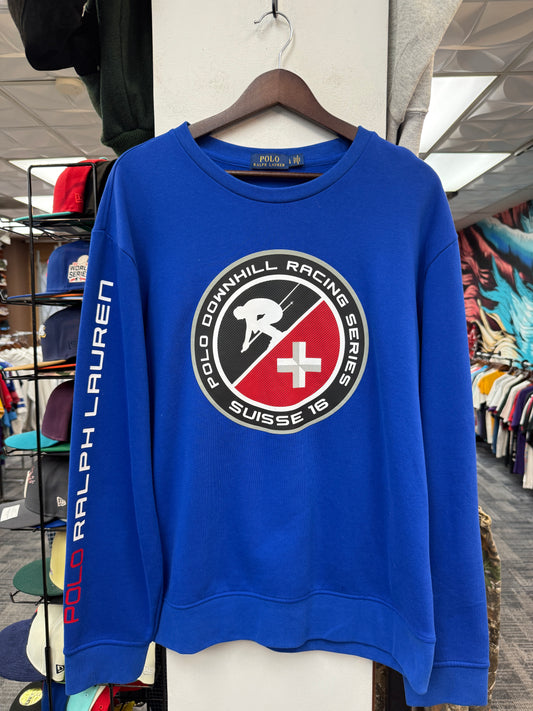 POLO
RALPH LAUREN
POLO DOWNHILL RACING SERIES
SUISSE 16
POLO RALPH LAUREN
WORLD
SERIES